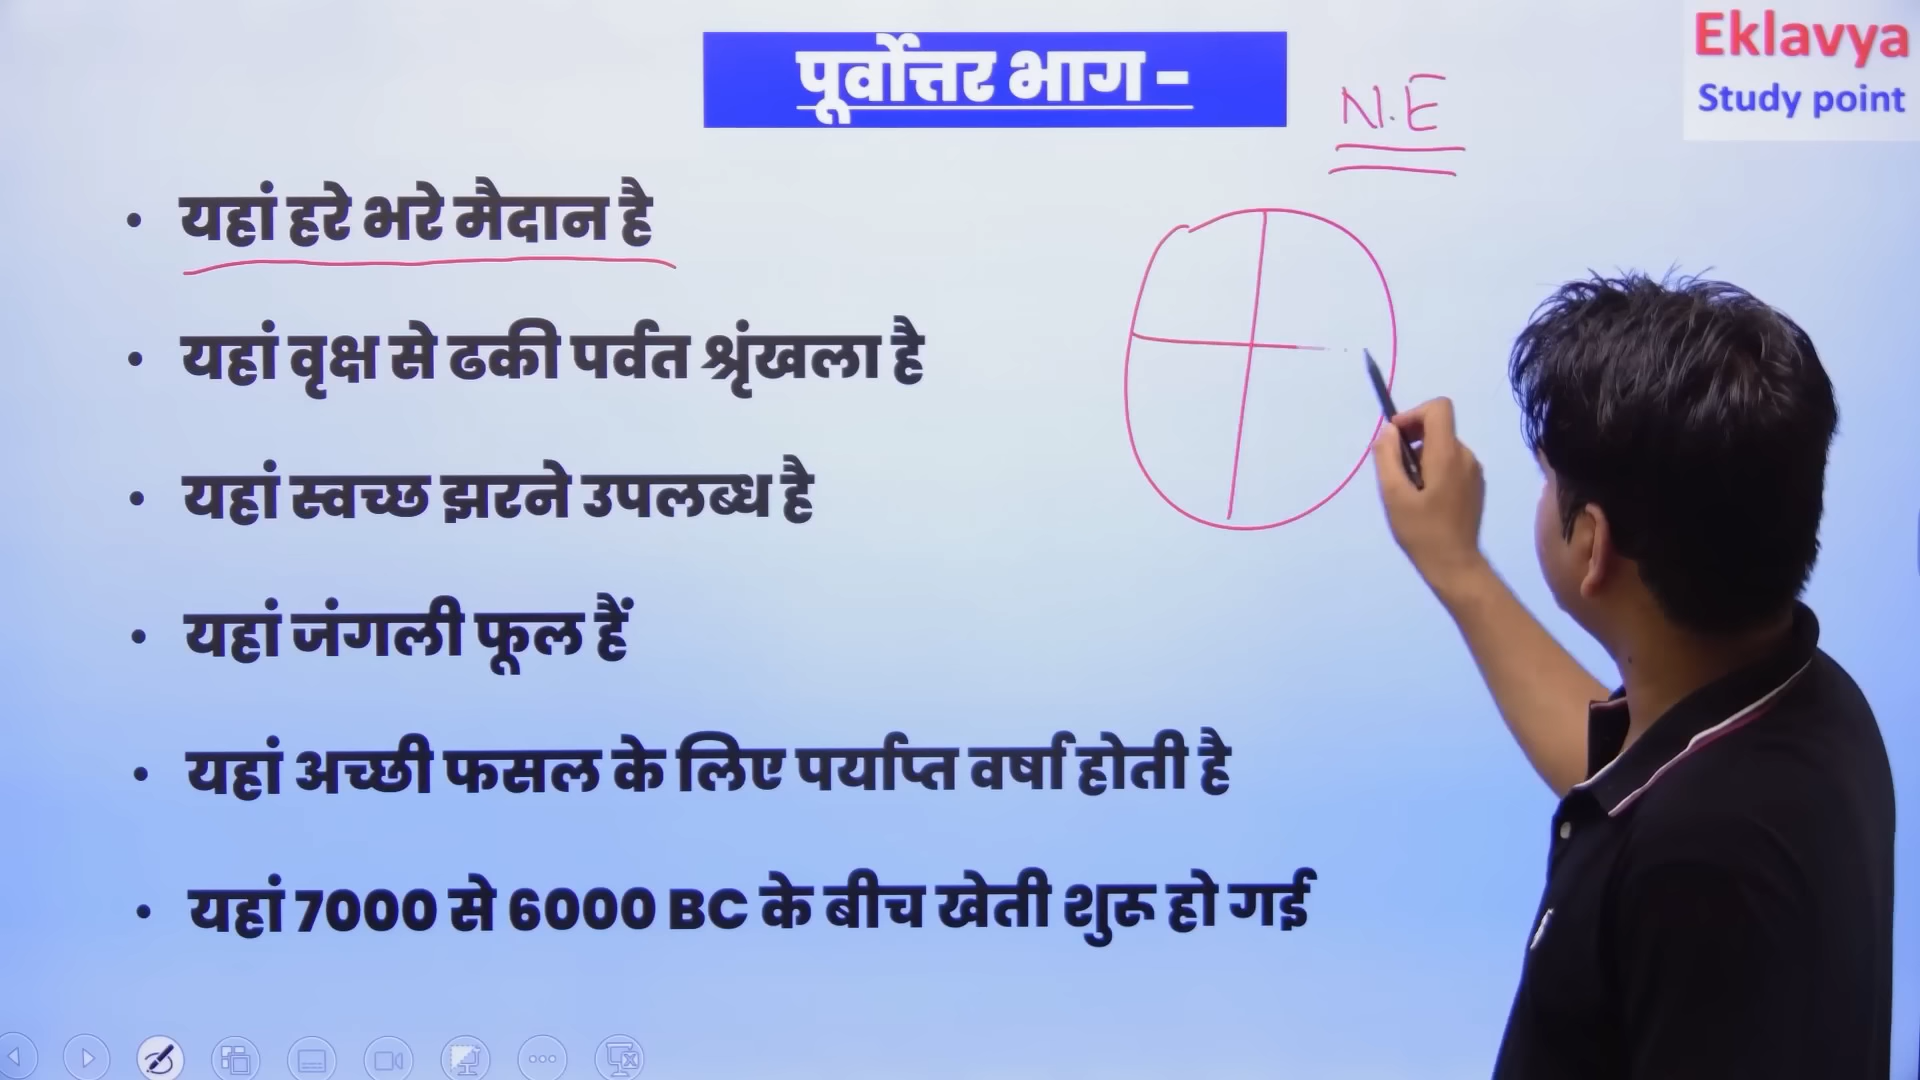 पूर्वोत्तर भाग –
N.E
Eklavya
Study point
• यहां हरे भरे मैदान है
• यहां वृक्ष से ढकी पर्वत श्रृंखला है
• यहां स्वच्छ झरने उपलब्ध है
• यहां जंगली फूल हैं
• यहां अच्छी फसल के लिए पर्याप्त वर्षा होती है
• यहां 7000 से 6000 BC के बीच खेती शुरू हो गई